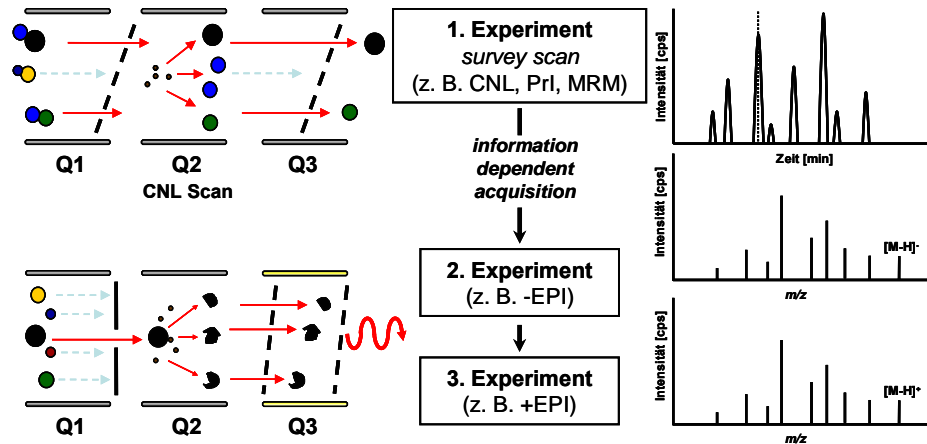 Q1
Q2
Q3
CNL Scan
Q1
Q2
Q3
1. Experiment
survey scan
(z. B. CNL, PrI, MRM)
information
dependent
acquisition
2. Experiment
(z. B. -EPI)
3. Experiment
(z. B. +EPI)
Intensität [cps]
Zeit [min]
Intensität [cps]
[M-H]-
m/z
Intensität [cps]
[M-H]+
m/z